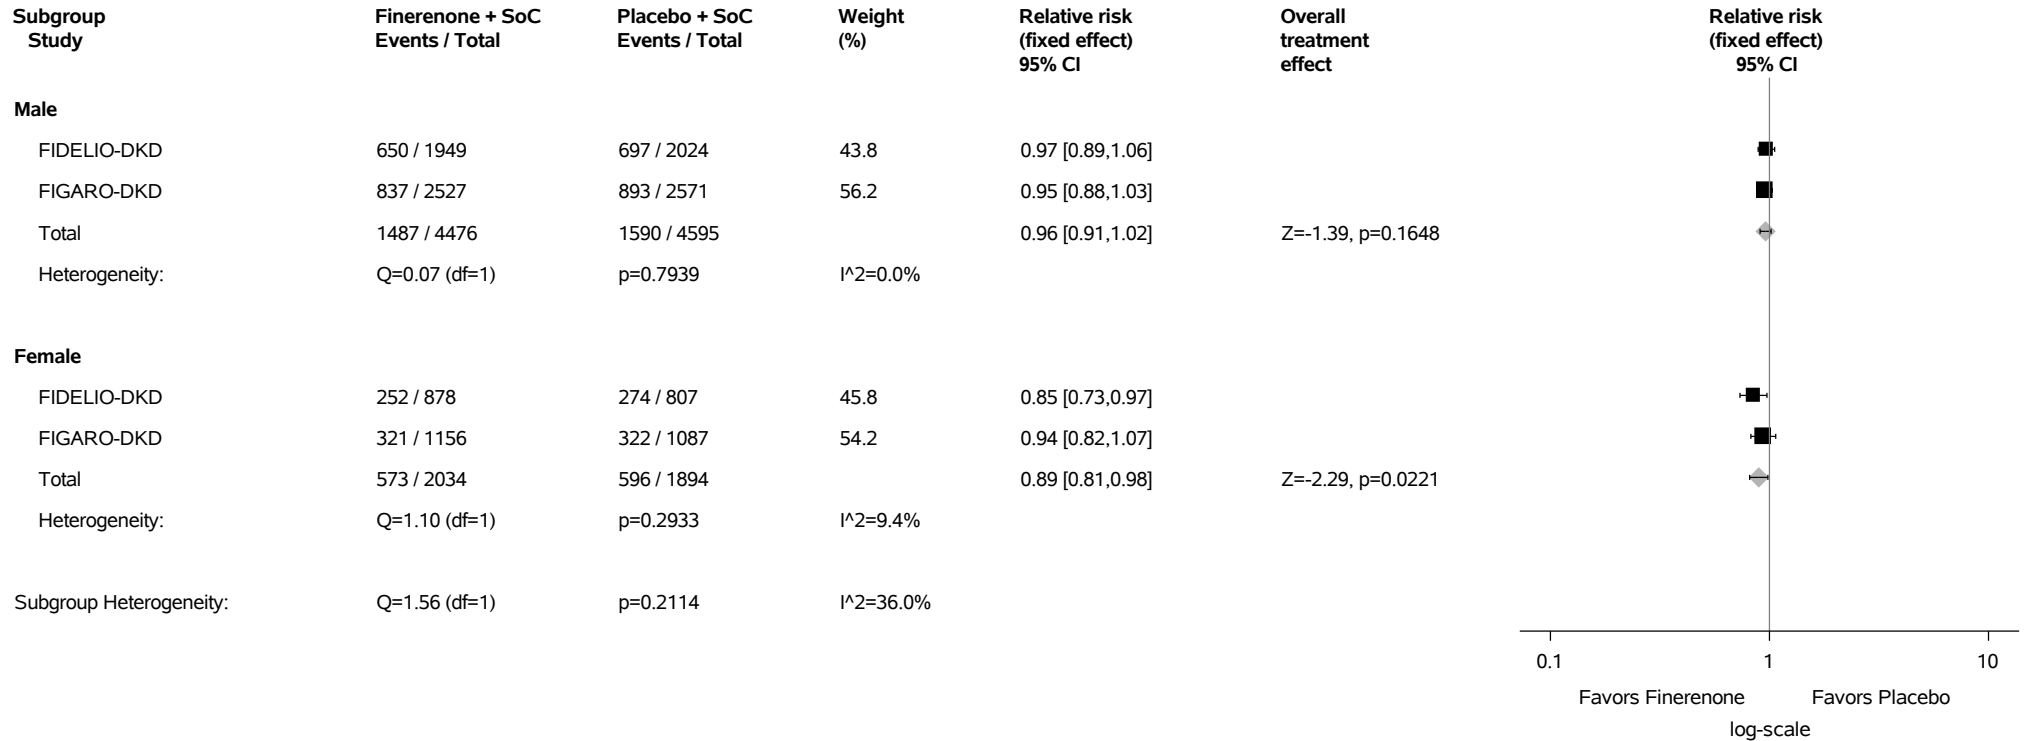 Subgroup Finerenone + SoC Placebo + SoC Weight Relative risk Overall Relative risk
Study Events / Total Events / Total (%) (fixed effect) treatment (fixed effect)
95% CI effect 95% CI
Male
FIDELIO-DKD 650 / 1949 697 / 2024 43.8 0.97 [0.89,1.06]
FIGARO-DKD 837 / 2527 893 / 2571 56.2 0.95 [0.88,1.03]
Total 1487 / 4476 1590 / 4595 0.96 [0.91,1.02] Z=-1.39, p=0.1648
Heterogeneity: Q=0.07 (df=1) p=0.7939 I^2=0.0%
Female
FIDELIO-DKD 252 / 878 274 / 807 45.8 0.85 [0.73,0.97]
FIGARO-DKD 321 / 1156 322 / 1087 54.2 0.94 [0.82,1.07]
Total 573 / 2034 596 / 1894 0.89 [0.81,0.98] Z=-2.29, p=0.0221
Heterogeneity: Q=1.10 (df=1) p=0.2933 I^2=9.4%
Subgroup Heterogeneity: Q=1.56 (df=1) p=0.2114 I^2=36.0%
0.1 1 10
Favors Finerenone Favors Placebo
log-scale